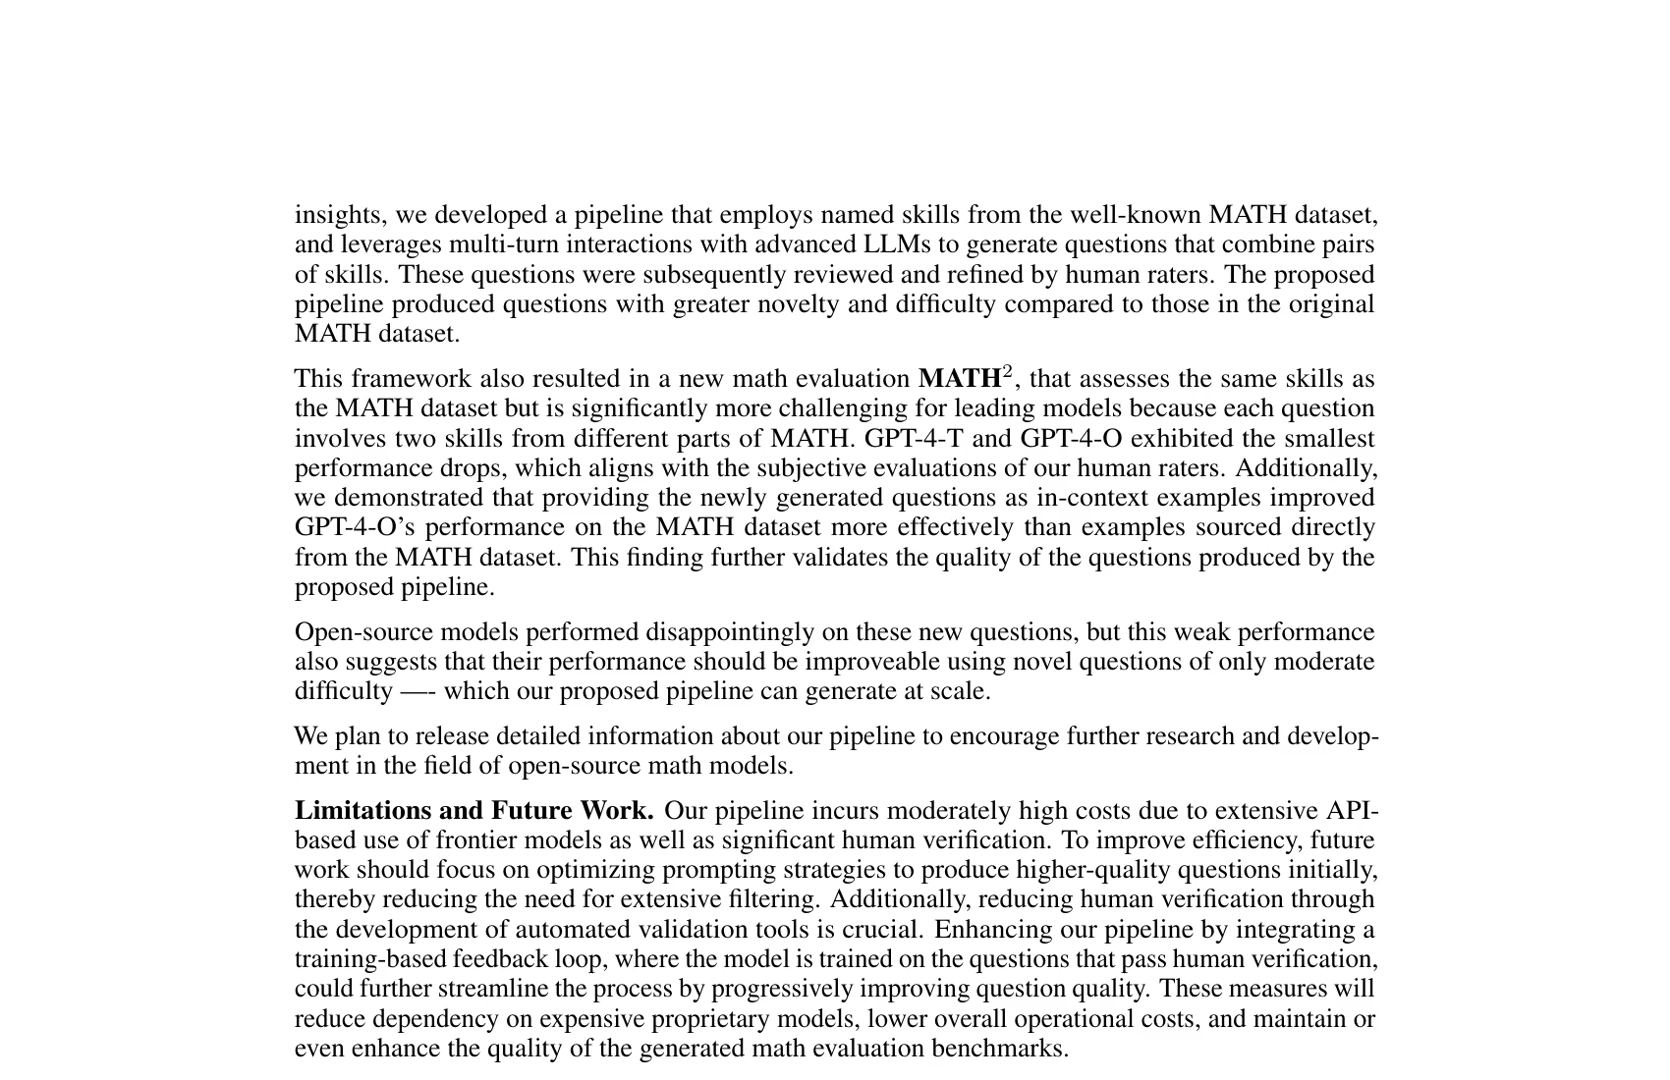 insights, we developed a pipeline that employs named skills from the well-known MATH dataset,
and leverages multi-turn interactions with advanced LLMs to generate questions that combine pairs
of skills. These questions were subsequently reviewed and refined by human raters. The proposed
pipeline produced questions with greater novelty and difficulty compared to those in the original
MATH dataset.
This framework also resulted in a new math evaluation MATH², that assesses the same skills as
the MATH dataset but is significantly more challenging for leading models because each question
involves two skills from different parts of MATH. GPT-4-T and GPT-4-O exhibited the smallest
performance drops, which aligns with the subjective evaluations of our human raters. Additionally,
we demonstrated that providing the newly generated questions as in-context examples improved
GPT-4-O’s performance on the MATH dataset more effectively than examples sourced directly
from the MATH dataset. This finding further validates the quality of the questions produced by the
proposed pipeline.
Open-source models performed disappointingly on these new questions, but this weak performance
also suggests that their performance should be improveable using novel questions of only moderate
difficulty —- which our proposed pipeline can generate at scale.
We plan to release detailed information about our pipeline to encourage further research and develop-
ment in the field of open-source math models.
Limitations and Future Work. Our pipeline incurs moderately high costs due to extensive API-
based use of frontier models as well as significant human verification. To improve efficiency, future
work should focus on optimizing prompting strategies to produce higher-quality questions initially,
thereby reducing the need for extensive filtering. Additionally, reducing human verification through
the development of automated validation tools is crucial. Enhancing our pipeline by integrating a
training-based feedback loop, where the model is trained on the questions that pass human verification,
could further streamline the process by progressively improving question quality. These measures will
reduce dependency on expensive proprietary models, lower overall operational costs, and maintain or
even enhance the quality of the generated math evaluation benchmarks.